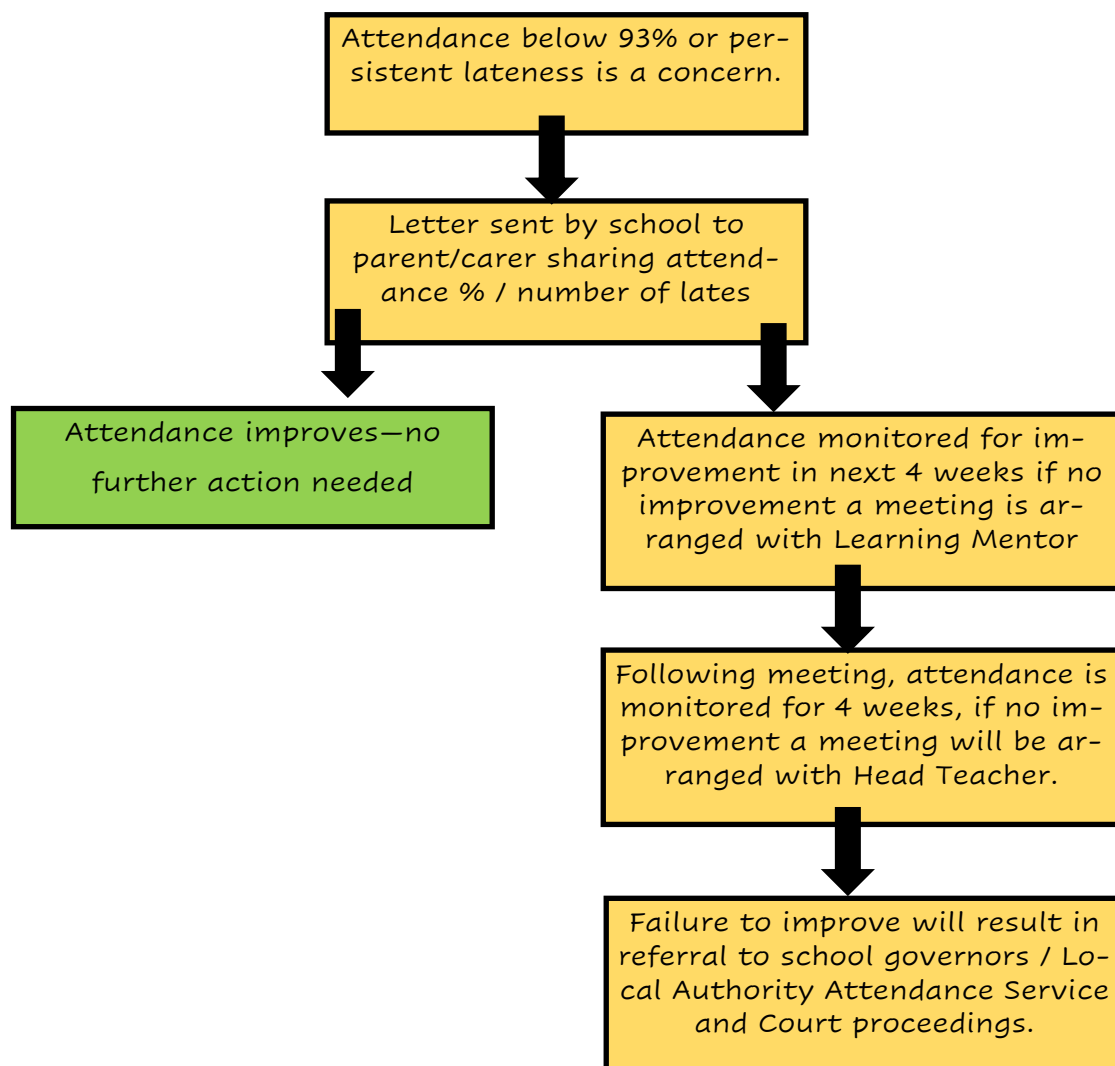 Attendance below 93% or per-
sistent lateness is a concern.
Letter sent by school to
parent/carer sharing attend-
ance % / number of lates
Attendance improves—no
further action needed
Attendance monitored for im-
provement in next 4 weeks if no
improvement a meeting is ar-
ranged with Learning Mentor
Following meeting, attendance is
monitored for 4 weeks, if no im-
provement a meeting will be ar-
ranged with Head Teacher.
Failure to improve will result in
referral to school governors / Lo-
cal Authority Attendance Service
and Court proceedings.